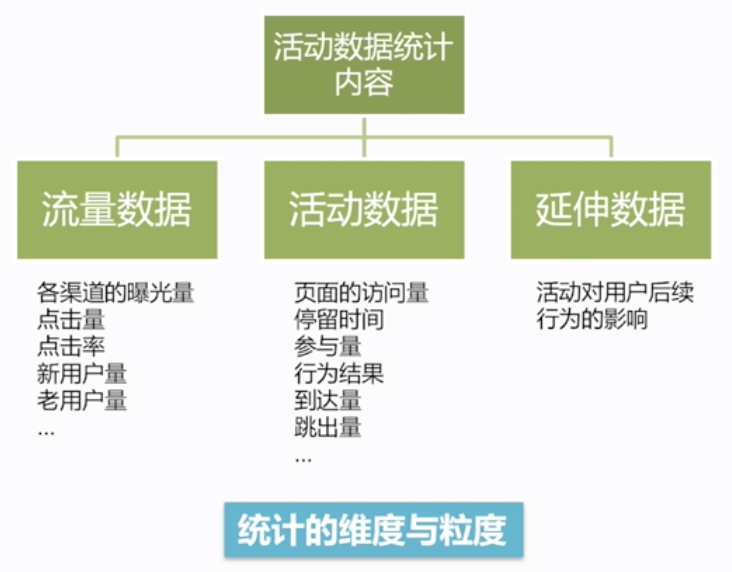 活动数据统计
内容
流量数据
活动数据
延伸数据
各渠道的曝光量
点击量
点击率
新用户量
老用户量
...
页面的访问量
停留时间
参与量
行为结果
到达量
跳出量
...
活动对用户后续
行为的影响
统计的维度与粒度